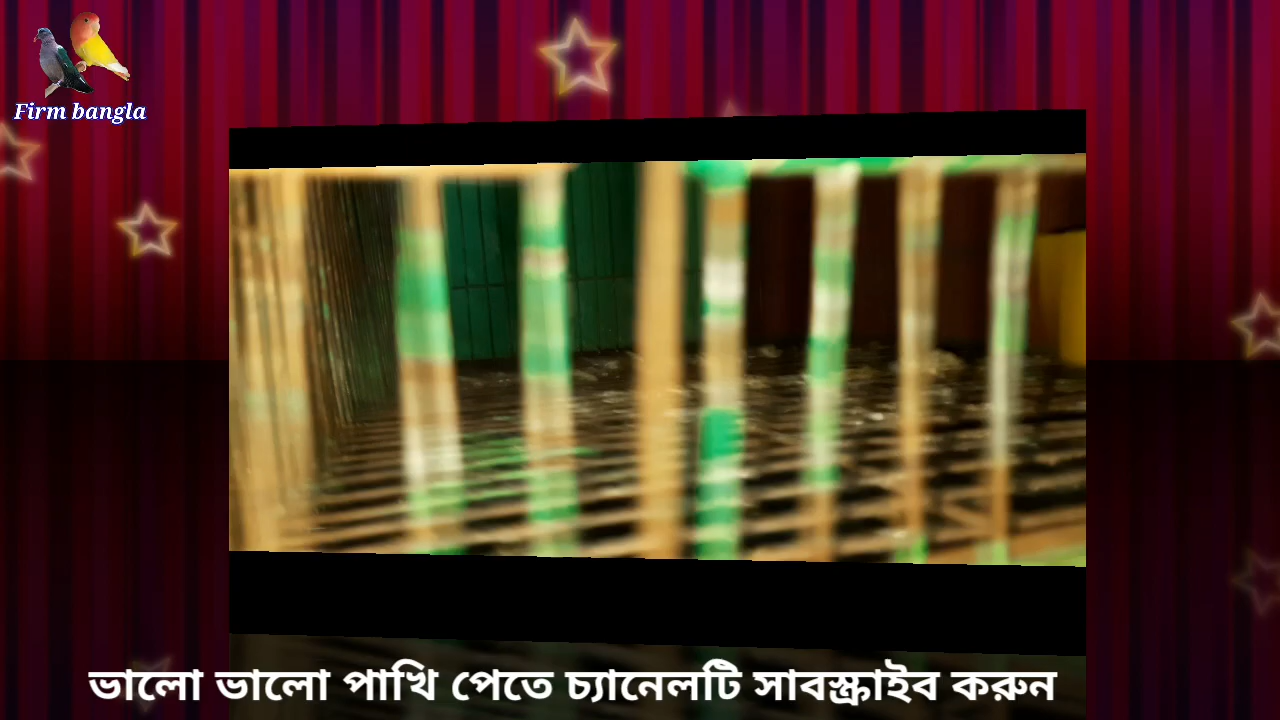 Firm bangla
ভালো ভালো পাখি পেতে চ্যানেলটি সাবস্ক্রাইব করুন